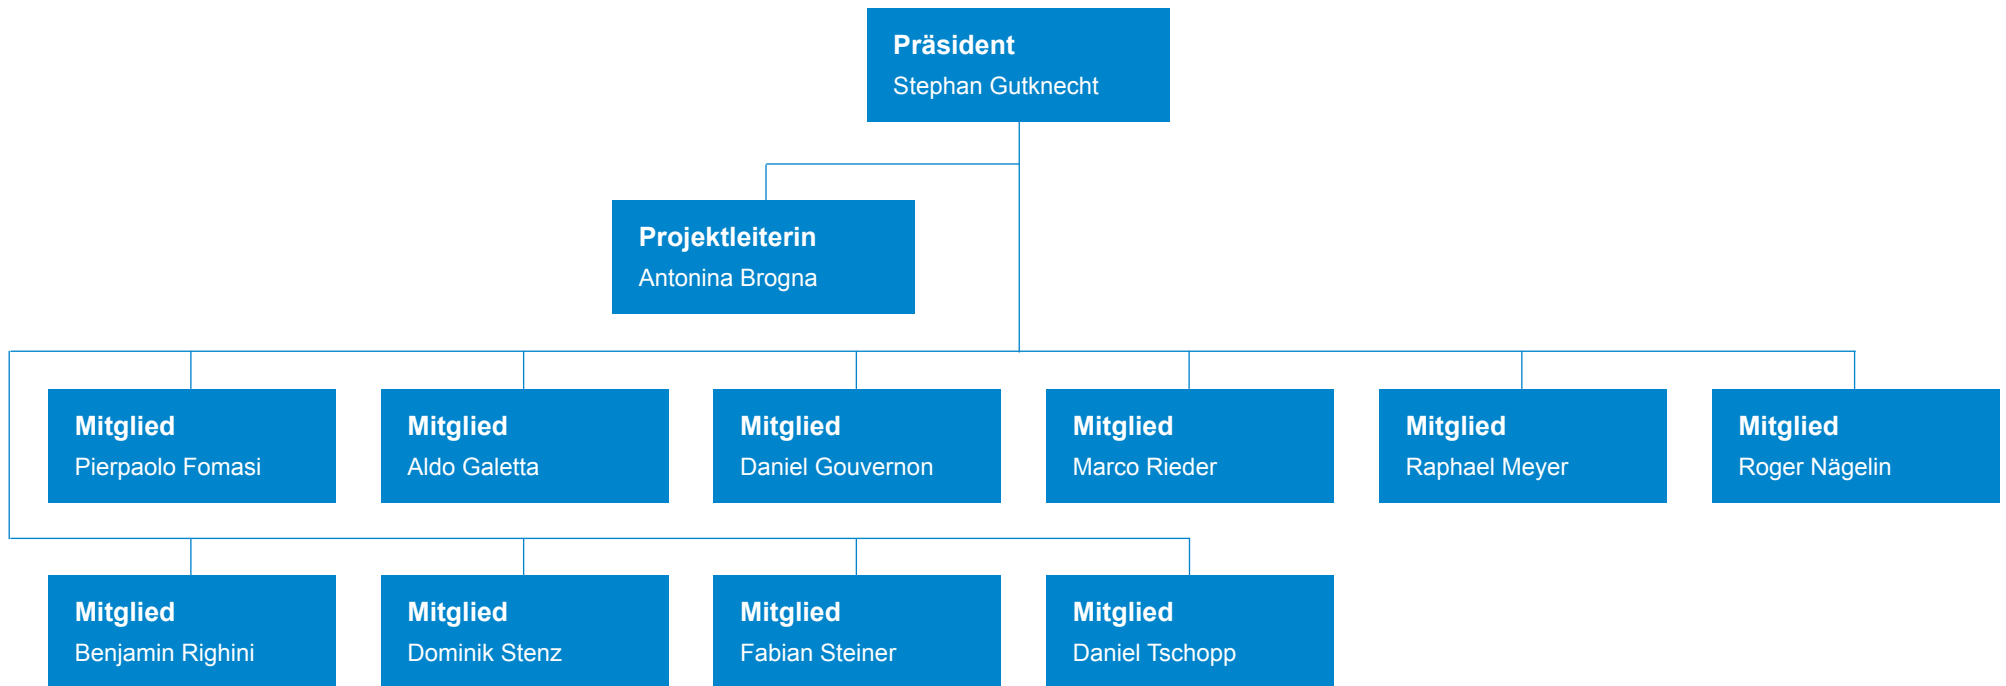 Präsident
Stephan Gutknecht
Projektleiterin
Antonina Brogna
Mitglied
Pierpaolo Fomasi
Mitglied
Aldo Galetta
Mitglied
Daniel Gouvernon
Mitglied
Marco Rieder
Mitglied
Raphael Meyer
Mitglied
Roger Nägelin
Mitglied
Benjamin Righini
Mitglied
Dominik Stenz
Mitglied
Fabian Steiner
Mitglied
Daniel Tschopp